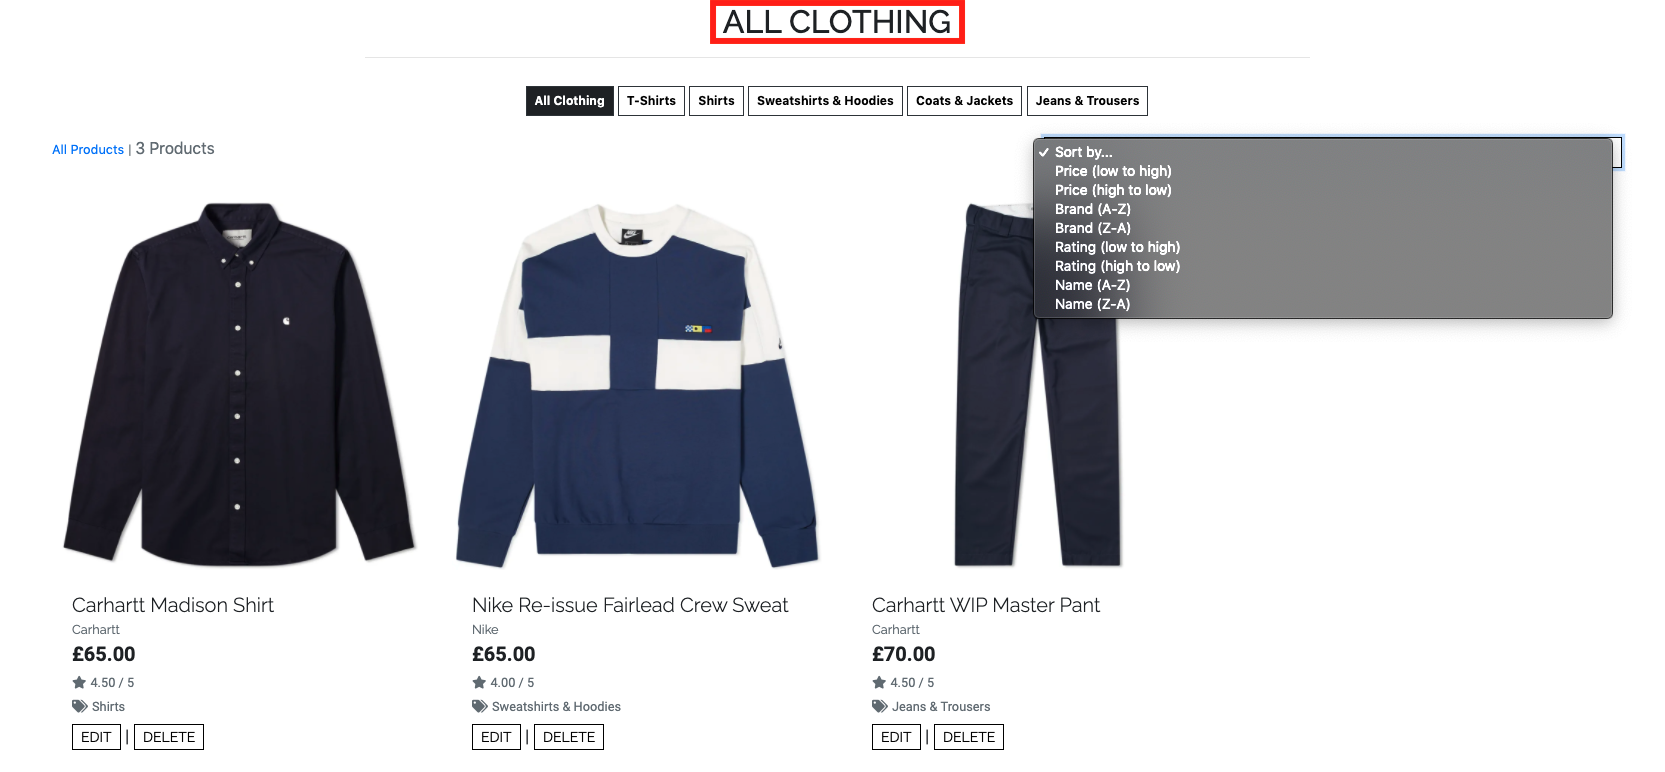 ALL CLOTHING
All Clothing
T-Shirts
Shirts
Sweatshirts & Hoodies
Coats & Jackets
Jeans & Trousers
All Products | 3 Products
Sort by...
Price (low to high)
Price (high to low)
Brand (A-Z)
Brand (Z-A)
Rating (low to high)
Rating (high to low)
Name (A-Z)
Name (Z-A)
Carhartt Madison Shirt
Carhartt
£65.00
4.50 / 5
Shirts
EDIT | DELETE
Nike Re-issue Fairlead Crew Sweat
Nike
£65.00
4.00 / 5
Sweatshirts & Hoodies
EDIT | DELETE
Carhartt WIP Master Pant
Carhartt
£70.00
4.50 / 5
Jeans & Trousers
EDIT | DELETE